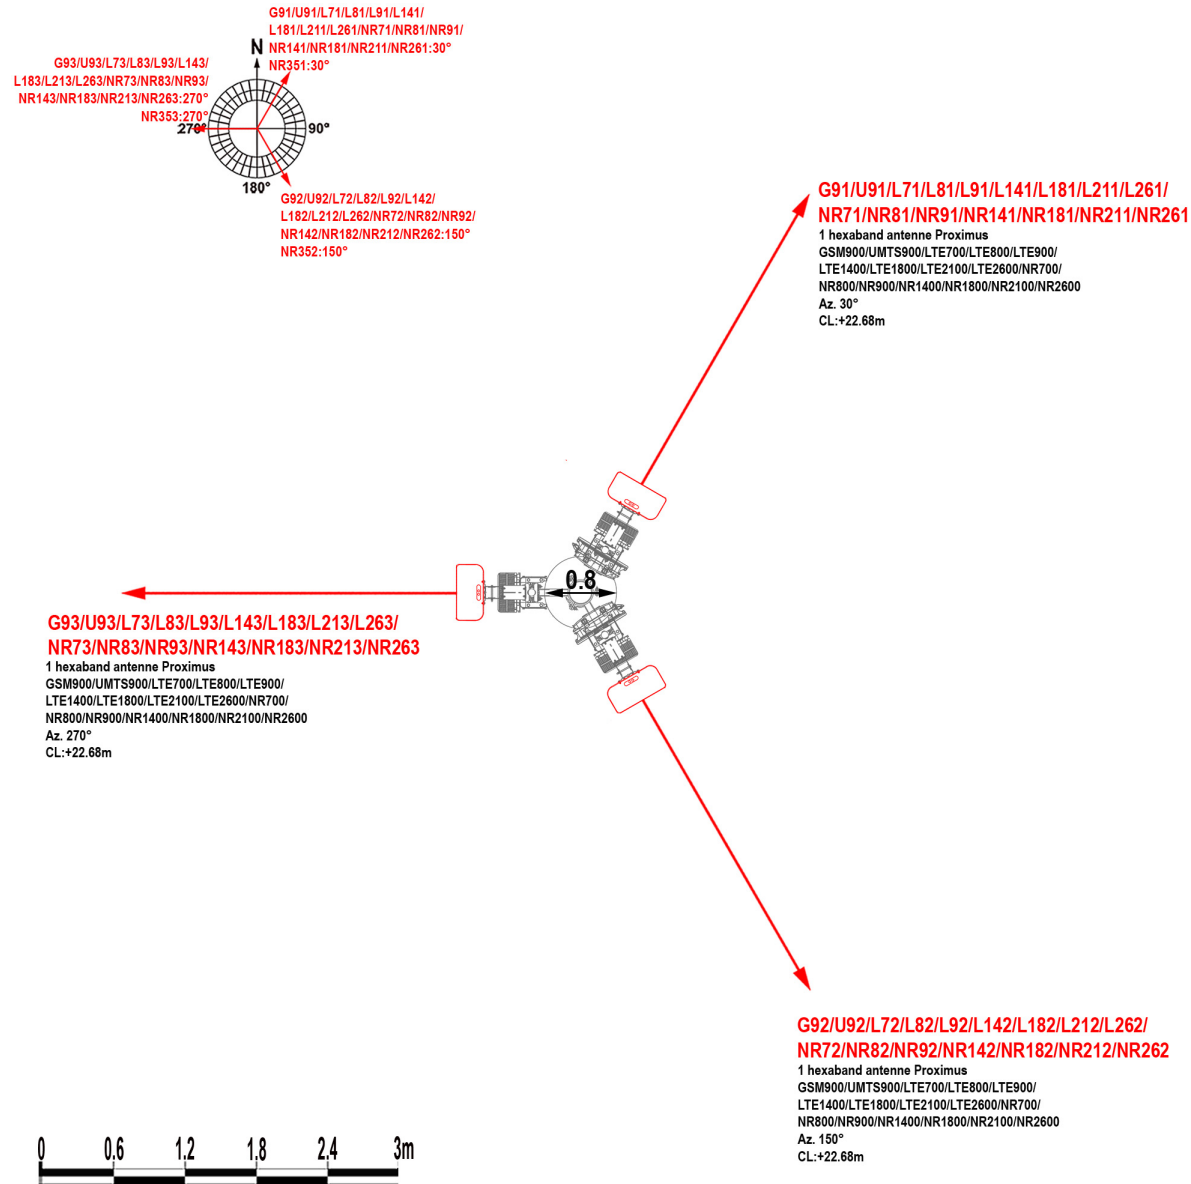 G91/U91/L71/L81/L91/L141/
L181/L211/L261/NR71/NR81/NR91/
NR141/NR181/NR211/NR261:30°
NR351:30°
N
G93/U93/L73/L83/L93/L143/
L183/L213/L263/NR73/NR83/NR93/
NR143/NR183/NR213/NR263:270°
NR353:270°
270°
90°
180°
G92/U92/L72/L82/L92/L142/
L182/L212/L262/NR72/NR82/NR92/
NR142/NR182/NR212/NR262:150°
NR352:150°
G91/U91/L71/L81/L91/L141/L181/L211/L261/
NR71/NR81/NR91/NR141/NR181/NR211/NR261
1 hexaband antenne Proximus
GSM900/UMTS900/LTE700/LTE800/LTE900/
LTE1400/LTE1800/LTE2100/LTE2600/NR700/
NR800/NR900/NR1400/NR1800/NR2100/NR2600
Az. 30°
CL:+22.68m
0.8
G93/U93/L73/L83/L93/L143/L183/L213/L263/
NR73/NR83/NR93/NR143/NR183/NR213/NR263
1 hexaband antenne Proximus
GSM900/UMTS900/LTE700/LTE800/LTE900/
LTE1400/LTE1800/LTE2100/LTE2600/NR700/
NR800/NR900/NR1400/NR1800/NR2100/NR2600
Az. 270°
CL:+22.68m
G92/U92/L72/L82/L92/L142/L182/L212/L262/
NR72/NR82/NR92/NR142/NR182/NR212/NR262
1 hexaband antenne Proximus
GSM900/UMTS900/LTE700/LTE800/LTE900/
LTE1400/LTE1800/LTE2100/LTE2600/NR700/
NR800/NR900/NR1400/NR1800/NR2100/NR2600
Az. 150°
CL:+22.68m
0 0.6 1.2 1.8 2.4 3m